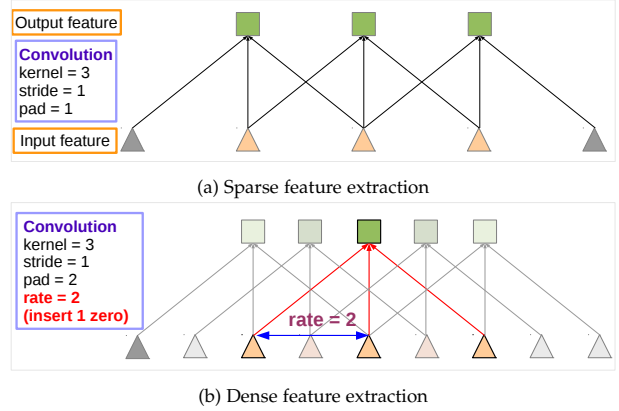 Output feature
Convolution
kernel = 3
stride = 1
pad = 1
Input feature
(a) Sparse feature extraction
Convolution
kernel = 3
stride = 1
pad = 2
rate = 2
(insert 1 zero)
rate = 2
(b) Dense feature extraction